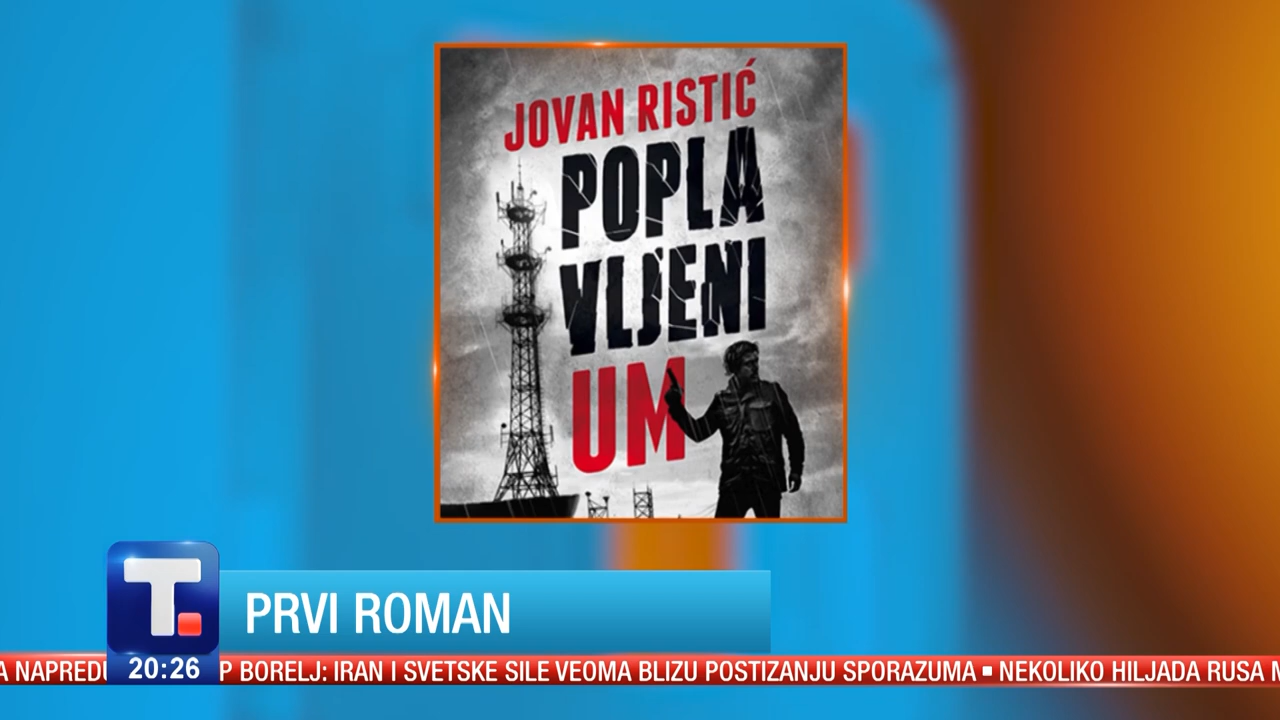 JOVAN RISTIĆ
POPLA
VLJENI
UM
T.
PRVI ROMAN
20:26
A NAPREDU P BORELJ: IRAN I SVETSKE SILE VEOMA BLIZU POSTIZANJU SPORAZUMA ▪ NEKOLIKO HILJADA RUSA